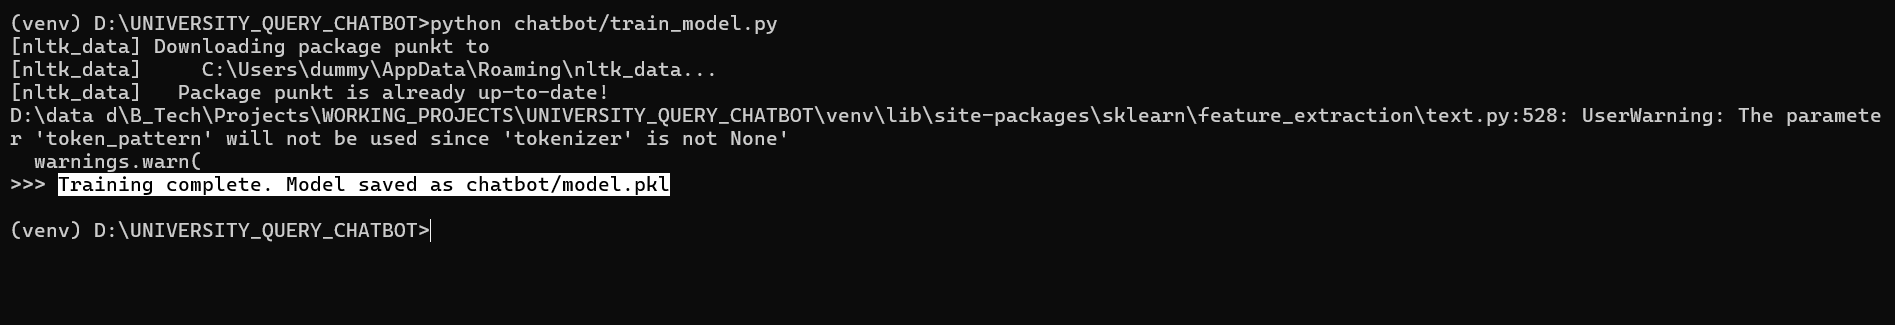 (venv) D:\UNIVERSITY_QUERY_CHATBOT>python chatbot/train_model.py
[nltk_data] Downloading package punkt to
[nltk_data]     C:\Users\dummy\AppData\Roaming\nltk_data...
[nltk_data]   Package punkt is already up-to-date!
D:\data d\B_Tech\Projects\WORKING_PROJECTS\UNIVERSITY_QUERY_CHATBOT\venv\lib\site-packages\sklearn\feature_extraction\text.py:528: UserWarning: The paramete
r 'token_pattern' will not be used since 'tokenizer' is not None'
  warnings.warn(
>>> Training complete. Model saved as chatbot/model.pkl
(venv) D:\UNIVERSITY_QUERY_CHATBOT>